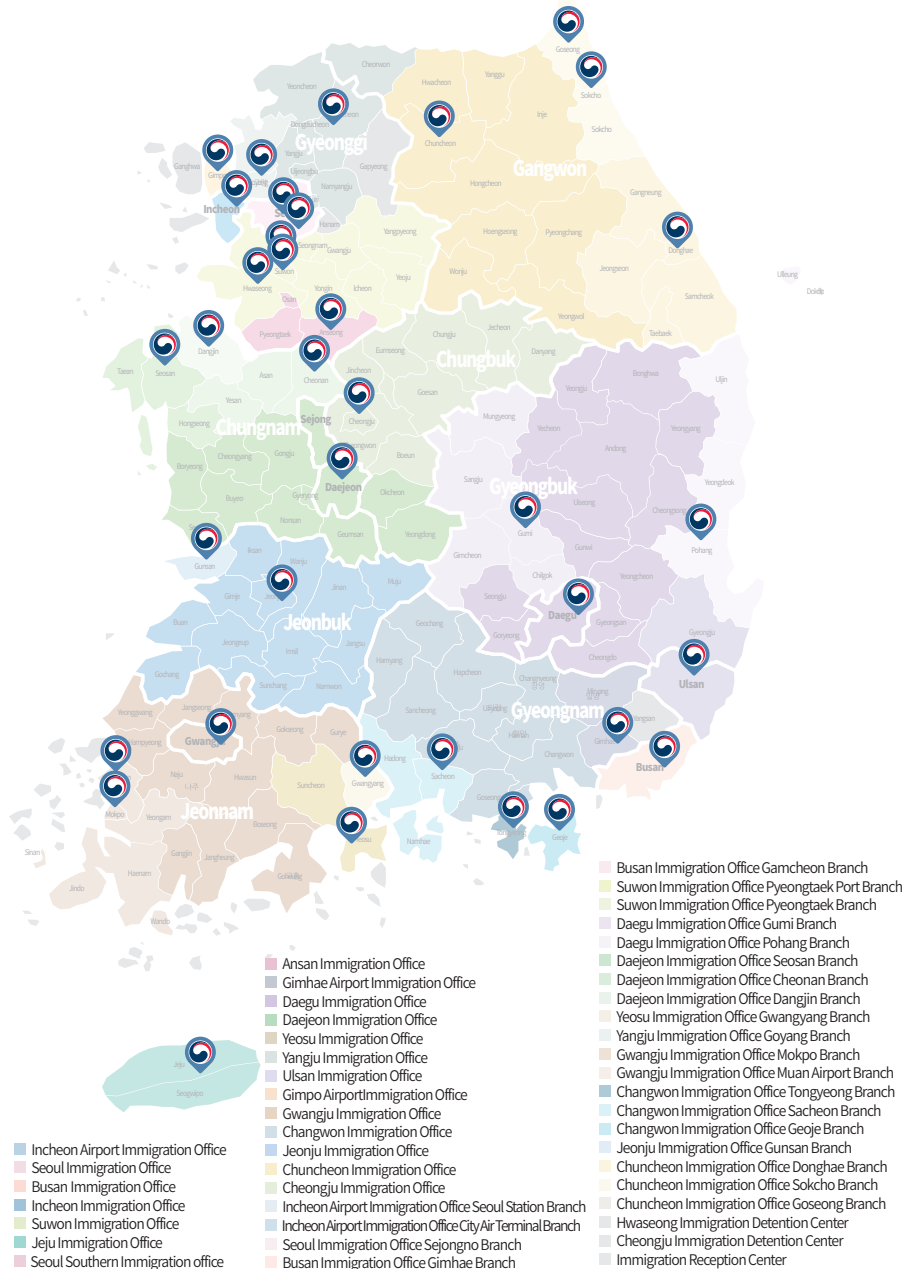 Goseong
Cheorwon
Yeoncheon
Hwacheon
Yanggu
Sokcho
Dongducheon
Inje
Chuncheon
Sokcho
Gyeonggi
Yangju
Gangwon
Ganghwa
Uijeongbu
Gapyeong
Namyangju
Hongcheon
Gangneung
Incheon
Hanam
Yangpyeong
Hoengseong
Pyeongchang
Seongnam
Gwangju
Donghae
Suwon
Jeongseon
Wonju
Ulleung
Hwaseong
Yeoju
Yongin
Icheon
Samcheok
Osan
Yeongwol
Pyeongtaek
Anseong
Chungju
Jecheon
Taebaek
Dangjin
Eumseong
Danyang
Chungbuk
Taean
Seosan
Asan
Cheonan
Jincheon
Bonghwa
Uljin
Yeongju
Goesan
Yesan
Mungyeong
Hongseong
Sejong
Cheongju
Chungnam
Yecheon
Yeongyang
Andong
Cheongyang
Gongju
Boeun
Boryeong
Sangju
Yeongdeok
Gyeongbuk
Daejeon
Buyeo
Gyeryong
Okcheon
Uiseong
Cheongsong
Nonsan
Geumsan
Yeongdong
Gumi
Gunwi
Pohang
Iksan
Wanju
Gimcheon
Gunsan
Chilgok
Yeongcheon
Gimje
Jinan
Muju
Seongju
Daegu
Buan
Jeonbuk
Geochang
Gyeongsan
Gyeongju
Jeongeup
Imsil
Jangsu
Goryeong
Hamyang
Cheongdo
Gochang
Hapcheon
Changnyeong
Ulsan
Sunchang
Namwon
Miryang
Yeonggwang
Jangseong
Sancheong
Gyeongnam
Gokseong
Gurye
Gwangju
Hadong
Changwon
Gimhae
Busan
Naju
Hwasun
Suncheon
Gwangyang
Sacheon
Goseong
Mokpo
Yeongam
Jeonnam
Boseong
Geoje
Sinan
Gangjin
Jangheung
Namhae
Haenam
Jindo
Wando
Jeju
Seogwipo
Incheon Airport Immigration Office
Seoul Immigration Office
Busan Immigration Office
Incheon Immigration Office
Suwon Immigration Office
Jeju Immigration Office
Seoul Southern Immigration office
Ansan Immigration Office
Gimhae Airport Immigration Office
Daegu Immigration Office
Daejeon Immigration Office
Yeosu Immigration Office
Yangju Immigration Office
Ulsan Immigration Office
Gimpo AirportImmigration Office
Gwangju Immigration Office
Changwon Immigration Office
Jeonju Immigration Office
Chuncheon Immigration Office
Cheongju Immigration Office
Incheon Airport Immigration Office Seoul Station Branch
Incheon Airport Immigration Office City Air Terminal Branch
Seoul Immigration Office Sejongno Branch
Busan Immigration Office Gimhae Branch
Busan Immigration Office Gamcheon Branch
Suwon Immigration Office Pyeongtaek Port Branch
Suwon Immigration Office Pyeongtaek Branch
Daegu Immigration Office Gumi Branch
Daegu Immigration Office Pohang Branch
Daejeon Immigration Office Seosan Branch
Daejeon Immigration Office Cheonan Branch
Daejeon Immigration Office Dangjin Branch
Yeosu Immigration Office Gwangyang Branch
Yangju Immigration Office Goyang Branch
Gwangju Immigration Office Mokpo Branch
Gwangju Immigration Office Muan Airport Branch
Changwon Immigration Office Tongyeong Branch
Changwon Immigration Office Sacheon Branch
Changwon Immigration Office Geoje Branch
Jeonju Immigration Office Gunsan Branch
Chuncheon Immigration Office Donghae Branch
Chuncheon Immigration Office Sokcho Branch
Chuncheon Immigration Office Goseong Branch
Hwaseong Immigration Detention Center
Cheongju Immigration Detention Center
Immigration Reception Center